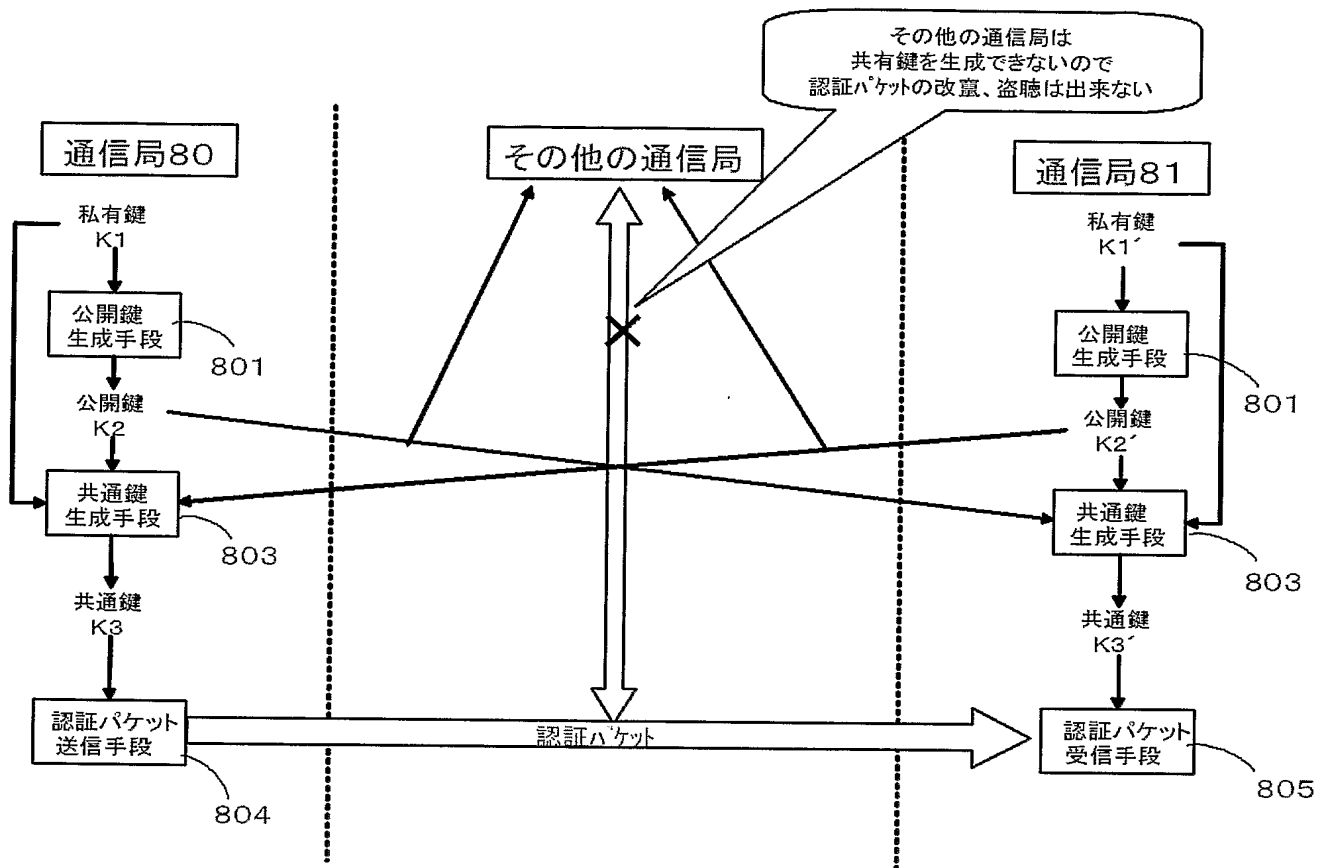 その他の通信局は
共有鍵を生成できないので
認証パケットの改竄、盗聴は出来ない
通信局80
その他の通信局
通信局81
私有鍵
K1
公開鍵
生成手段
801
公開鍵
K2
共通鍵
生成手段
803
共通鍵
K3
認証パケット
送信手段
804
認証パケット
私有鍵
K1´
公開鍵
生成手段
801
公開鍵
K2´
共通鍵
生成手段
803
共通鍵
K3´
認証パケット
受信手段
805